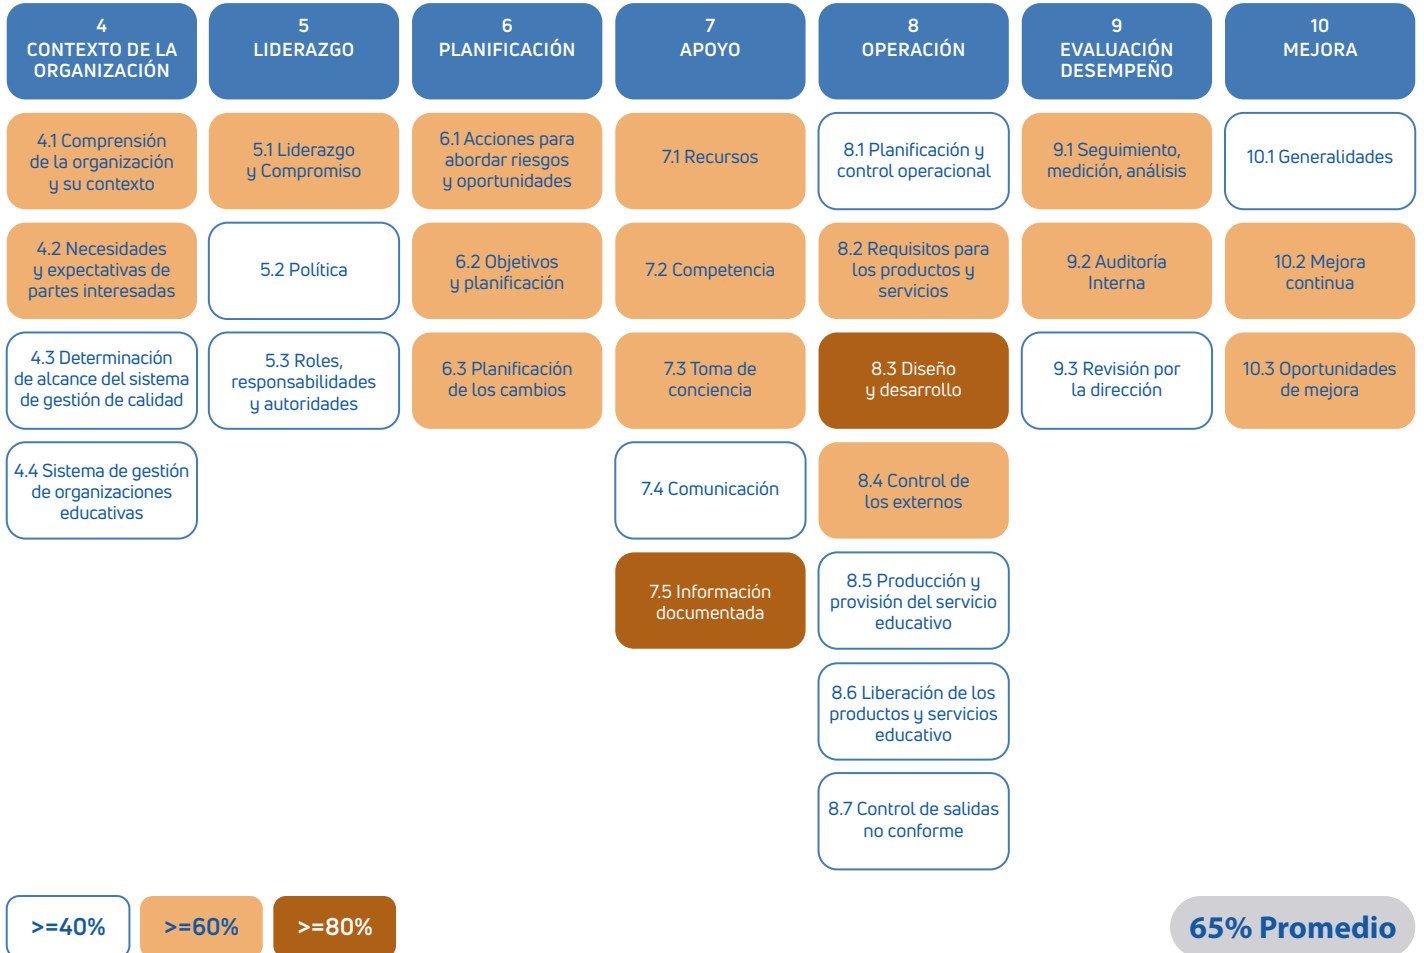 4
CONTEXTO DE LA
ORGANIZACIÓN
5
LIDERAZGO
6
PLANIFICACIÓN
7
APOYO
8
OPERACIÓN
9
EVALUACIÓN
DESEMPEÑO
10
MEJORA
4.1 Comprensión
de la organización
y su contexto
5.1 Liderazgo
y Compromiso
6.1 Acciones para
abordar riesgos
y oportunidades
7.1 Recursos
8.1 Planificación y
control operacional
9.1 Seguimiento,
medición, análisis
10.1 Generalidades
4.2 Necesidades
y expectativas de
partes interesadas
5.2 Política
6.2 Objetivos
y planificación
7.2 Competencia
8.2 Requisitos para
los productos y
servicios
9.2 Auditoría
Interna
10.2 Mejora
continua
4.3 Determinación
de alcance del sistema
de gestión de calidad
5.3 Roles,
responsabilidades
y autoridades
6.3 Planificación
de los cambios
7.3 Toma de
conciencia
8.3 Diseño
y desarrollo
9.3 Revisión por
la dirección
10.3 Oportunidades
de mejora
4.4 Sistema de gestión
de organizaciones
educativas
7.4 Comunicación
8.4 Control de
los externos
7.5 Información
documentada
8.5 Producción y
provisión del servicio
educativo
8.6 Liberación de los
productos y servicios
educativo
8.7 Control de salidas
no conforme
>=40%
>=60%
>=80%
65% Promedio